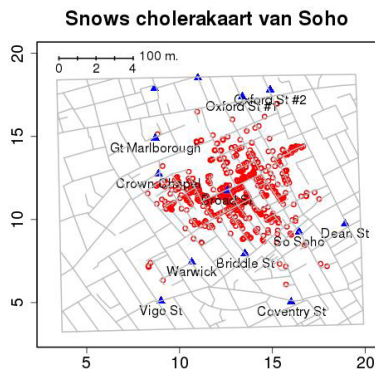 Snows cholerakaart van Soho
100 m.
0 2 4
Oxford St #2
Oxford St #1
Gt Marlborough
Crown Chapel
Broad St
So Soho
Dean St
Briddle St
Warwick
Vigo St
Coventry St
20
15
10
5
5 10 15 20